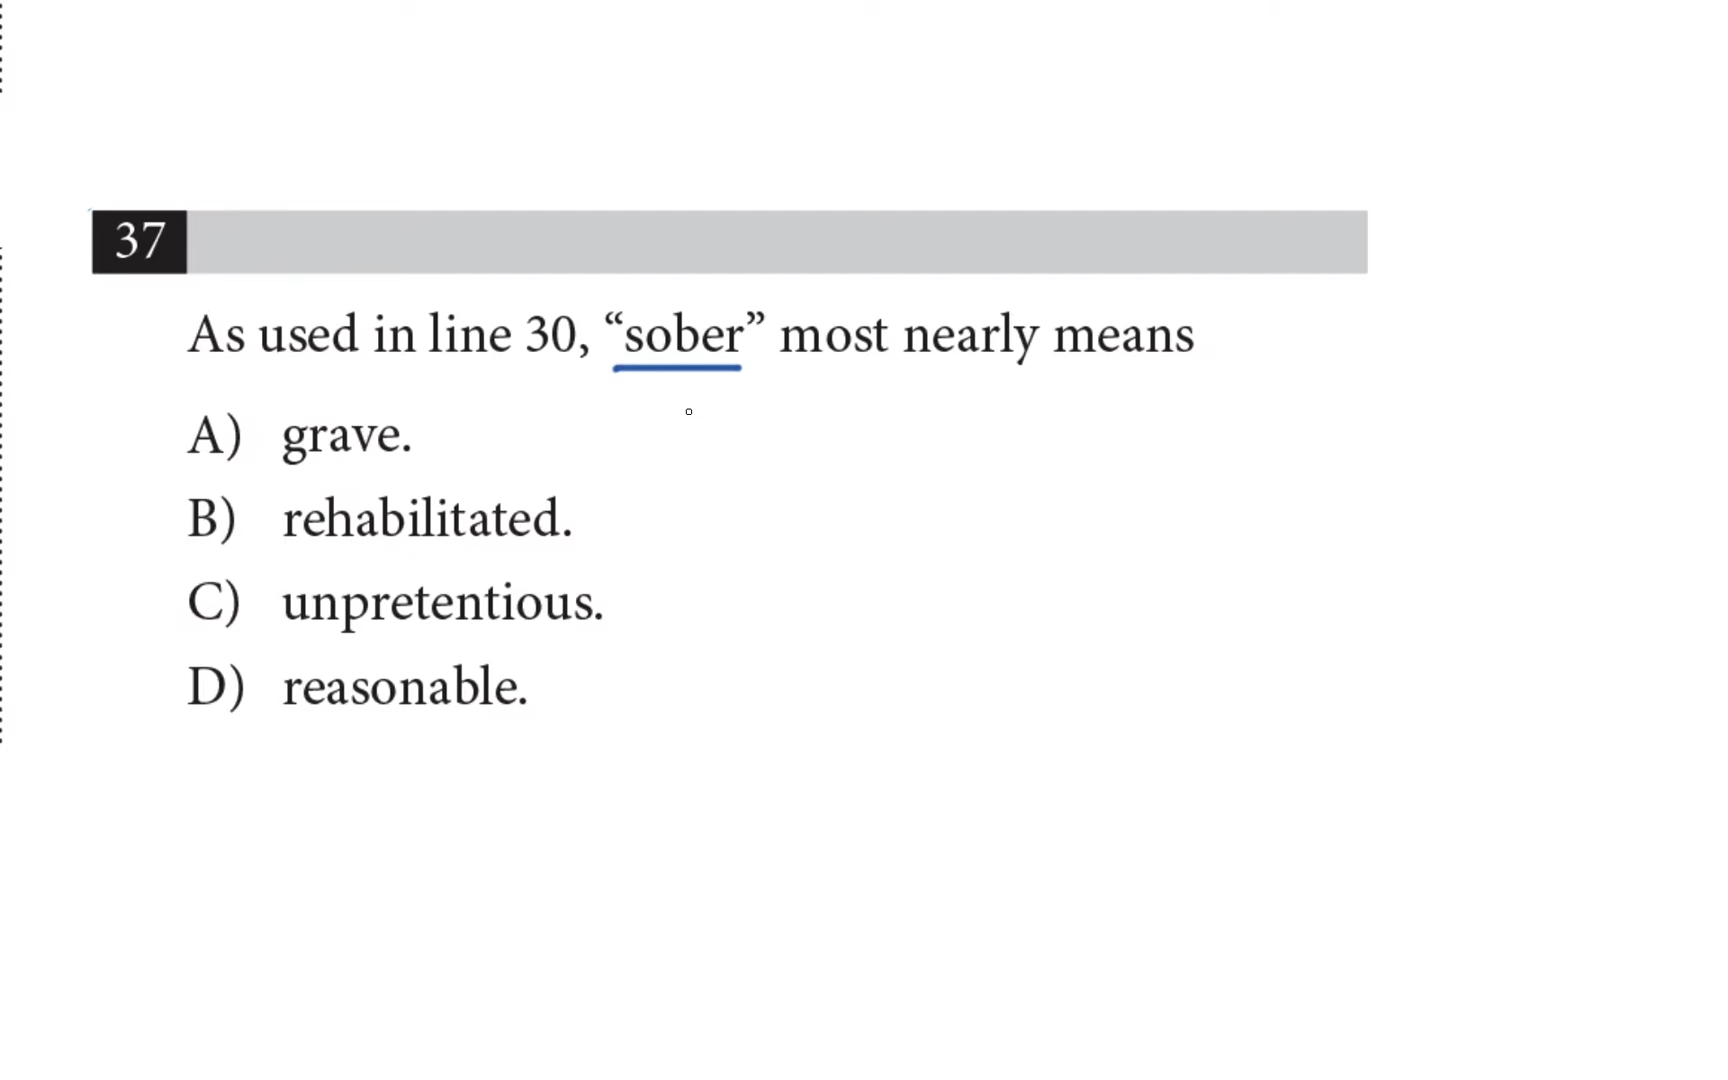 37
As used in line 30, “sober” most nearly means
A) grave.
B) rehabilitated.
C) unpretentious.
D) reasonable.